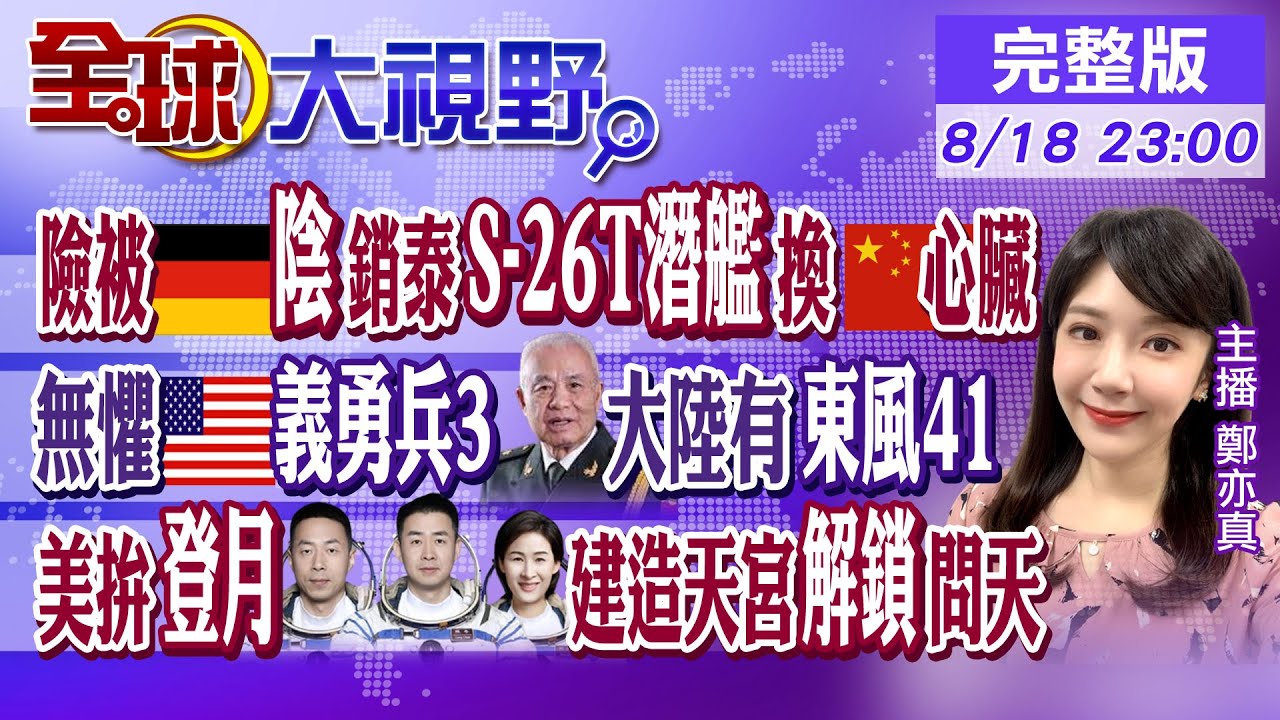 全球大視野
完整版
8/18 23:00
險被陰銷泰S-26T潛艦換心臟
無懼義勇兵3大陸有東風41
美拚登月建造天宮解鎖問天
主播 鄭亦真